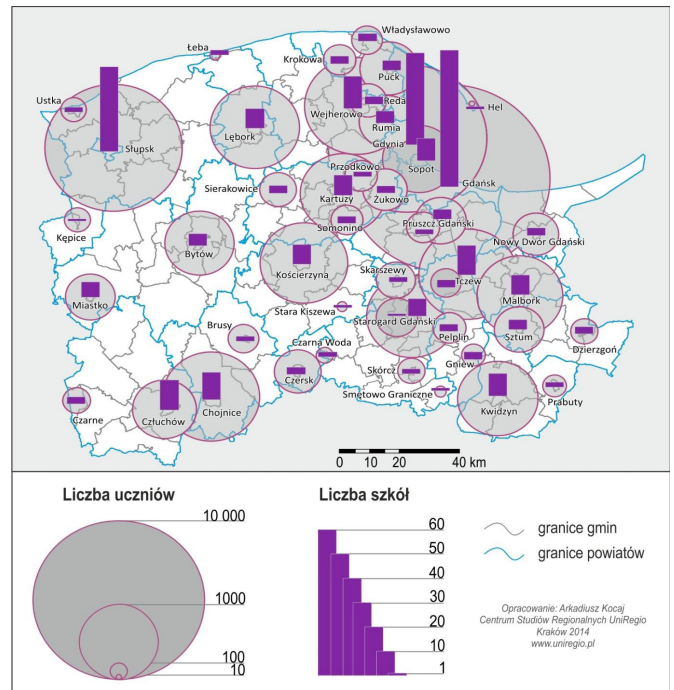 Władysławowo
Łeba
Krokowa
Puck
Ustka
Reda
Hel
Wejherowo
Rumia
Lębork
Gdynia
Słupsk
Sopot
Przodkowo
Gdańsk
Sierakowice
Kartuzy
Żukowo
Somonino
Pruszcz Gdański
Kępice
Nowy Dwór Gdański
Bytów
Kościerzyna
Skarszewy
Tczew
Malbork
Miastko
Stara Kiszewa
Starogard Gdański
Brusy
Pelplin
Sztum
Czarna Woda
Dzierzgoń
Gniew
Skórcz
Czersk
Prabuty
Smętowo Graniczne
Człuchów
Chojnice
Kwidzyn
Czarne
0 10 20 40 km
Liczba uczniów
10 000
1000
100
10
Liczba szkół
60
50
40
30
20
10
1
granice gmin
granice powiatów
Opracowanie: Arkadiusz Kocaj
Centrum Studiów Regionalnych UniRegio
Kraków 2014
www.uniregio.pl